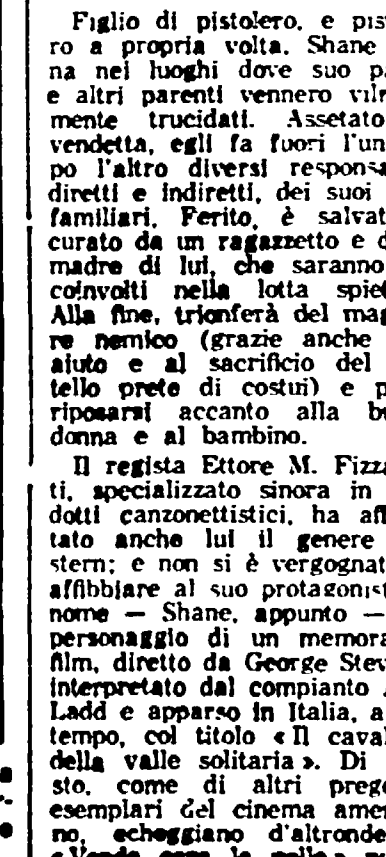 Figlio di pistolero, e pist
ro a propria volta. Shane
na nei luoghi dove suo pa
e altri parenti vennero vilm
mente trucidati. Assetato
vendetta, egli fa fuori l'un
po l'altro diversi responsa
diretti e indiretti, dei suoi
familiari. Ferito, è salvat
curato da un ragazzetto e d
madre di lui, che saranno
coinvolti nella lotta spiet
Alla fine, trionferà del mag
re nemico (grazie anche
aiuto e al sacrificio del
tello prete di costui) e p
riposarsi accanto alla b
donna e al bambino.
Il regista Ettore M. Fizza
ti, specializzato sinora in
dotti canzonettistici, ha aff
tato anche lui il genere
stern; e non si è vergognat
affibbiare al suo protagonist
nome — Shane, appunto —
personaggio di un memora
film, diretto da George Stev
interpretato dal compianto
Ladd e apparso in Italia, a
tempo, col titolo «Il caval
della valle solitaria». Di
sto, come di altri prege
esemplari del cinema ame
no, echeggiano d'altronde